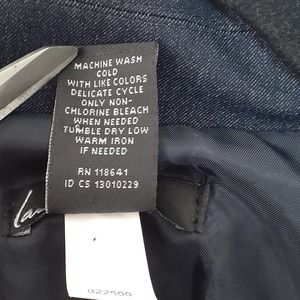 MACHINE WASH
COLD
WITH LIKE COLORS
DELICATE CYCLE
ONLY NON-
CHLORINE BLEACH
WHEN NEEDED
TUMBLE DRY LOW
WARM IRON
IF NEEDED
RN 118641
ID CS 13010229
022500